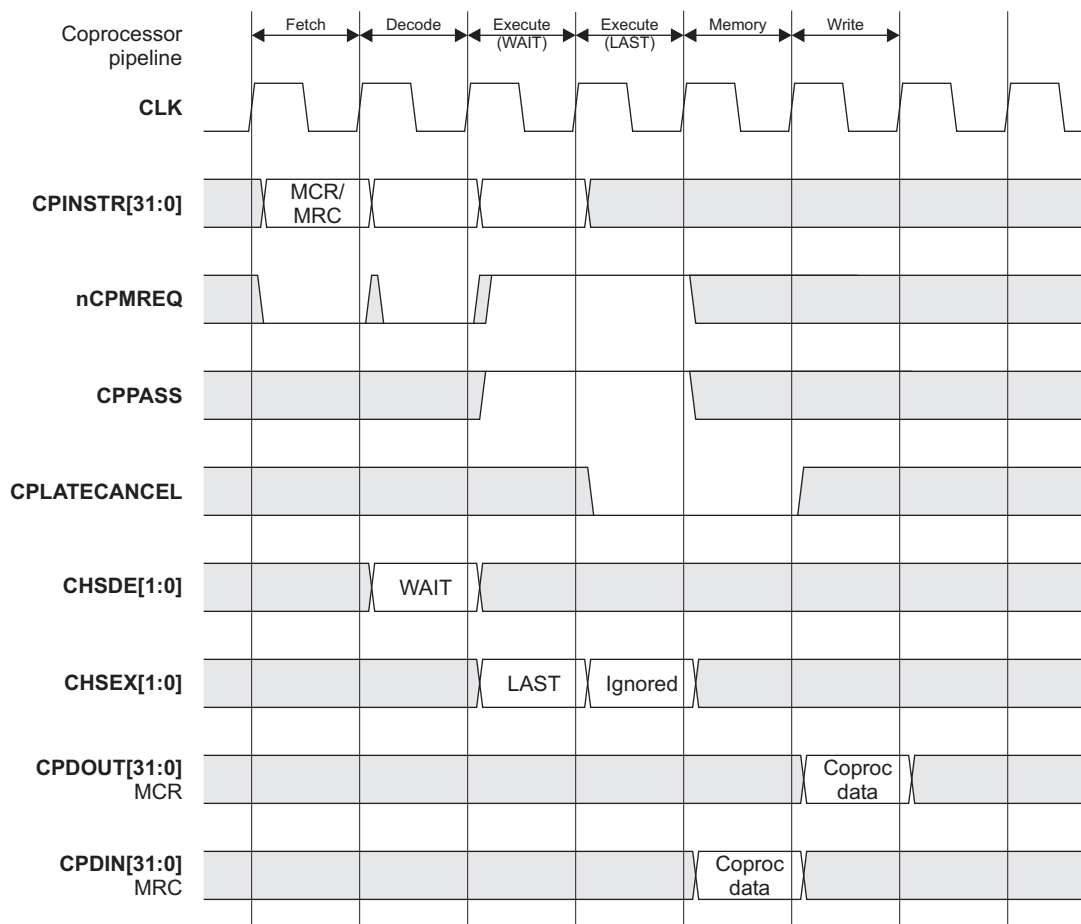 Coprocessor
pipeline
Fetch
Decode
Execute
(WAIT)
Execute
(LAST)
Memory
Write
CLK
CPINSTR[31:0]
MCR/
MRC
nCPMREQ
CPPASS
CPLATECANCEL
CHSDE[1:0]
WAIT
CHSEX[1:0]
LAST
Ignored
CPDOUT[31:0]
MCR
Coproc
data
CPDIN[31:0]
MRC
Coproc
data